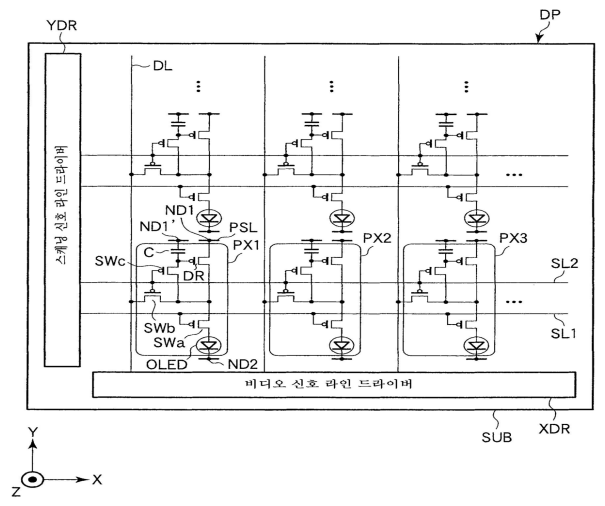 YDR
DP
DL
스캐닝 신호 라인 드라이버
ND1
ND1'
PSL
PX1
PX2
PX3
C
SWc
DR
SL2
SWb
SL1
SWa
OLED
ND2
비디오 신호 라인 드라이버
XDR
SUB
Y
X
Z